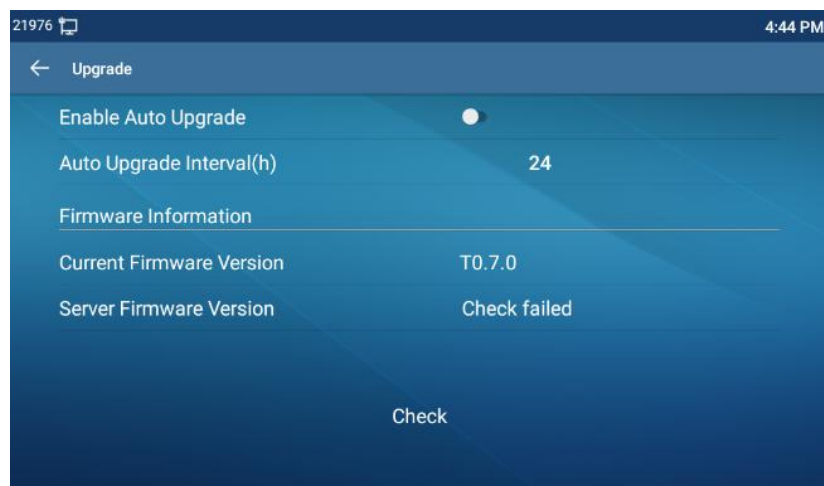 21976 4:44 PM
Upgrade
Enable Auto Upgrade
Auto Upgrade Interval(h) 24
Firmware Information
Current Firmware Version T0.7.0
Server Firmware Version Check failed
Check